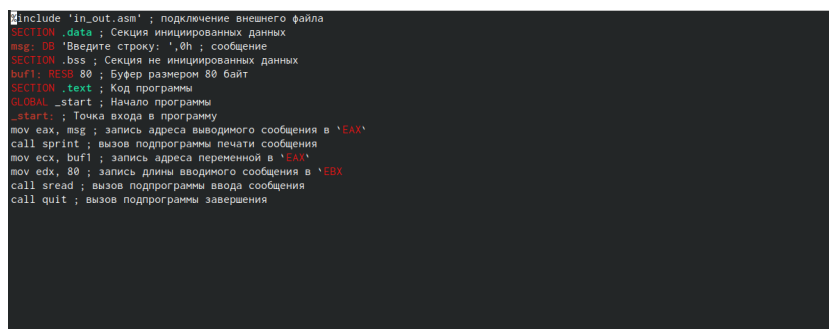 %include 'in_out.asm' ; подключение внешнего файла
SECTION .data ; Секция инициированных данных
msg: DB 'Введите строку: ',0h ; сообщение
SECTION .bss ; Секция не инициированных данных
buf1: RESB 80 ; Буфер размером 80 байт
SECTION .text ; Код программы
GLOBAL _start ; Начало программы
_start: ; Точка входа в программу
mov eax, msg ; запись адреса выводимого сообщения в `EAX`
call sprint ; вызов подпрограммы печати сообщения
mov ecx, buf1 ; запись адреса переменной в `EAX`
mov edx, 80 ; запись длины вводимого сообщения в `EBX
call sread ; вызов подпрограммы ввода сообщения
call quit ; вызов подпрограммы завершения